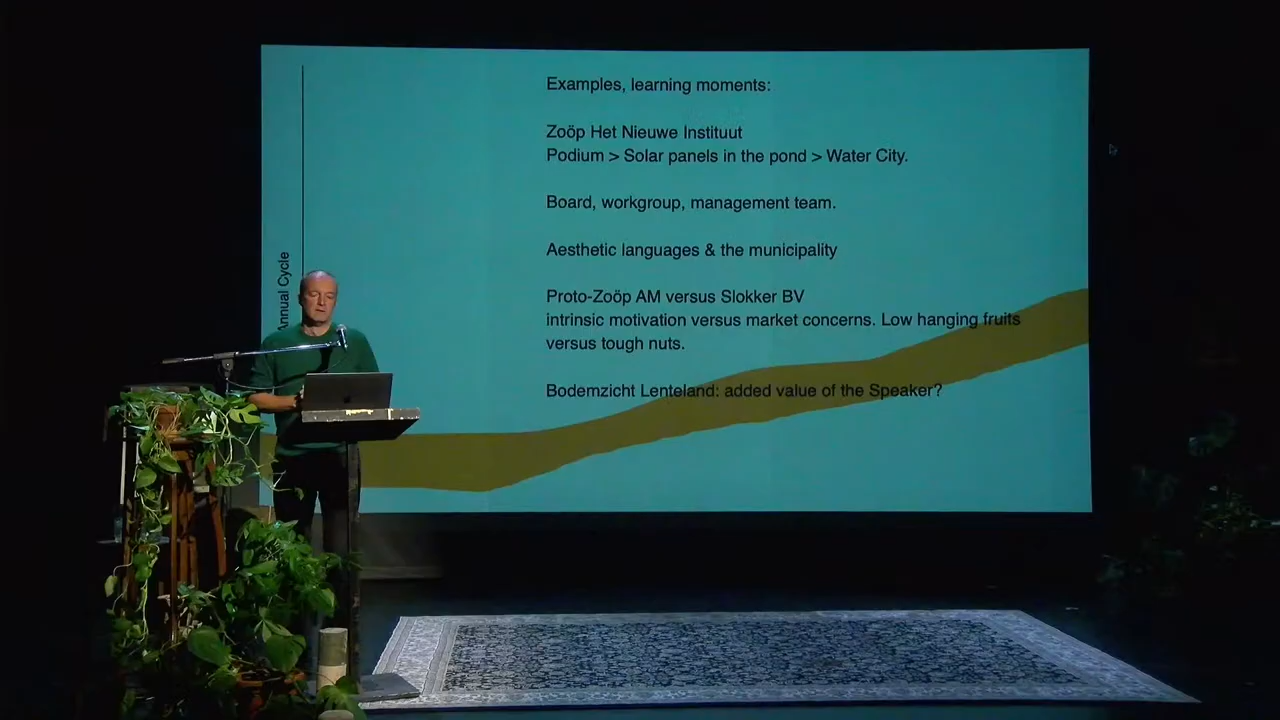 Examples, learning moments:
Zoöp Het Nieuwe Instituut
Podium > Solar panels in the pond > Water City.
Board, workgroup, management team.
Aesthetic languages & the municipality
Proto-Zoöp AM versus Slokker BV
intrinsic motivation versus market concerns. Low hanging fruits
versus tough nuts.
Bodemzicht Lenteland: added value of the Speaker?
Annual Cycle